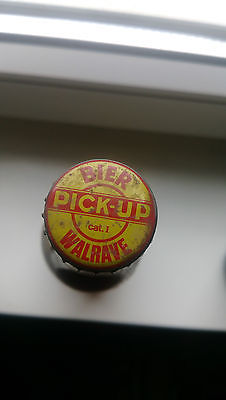 BIER
PICK-UP
cat. I
WALRAVE